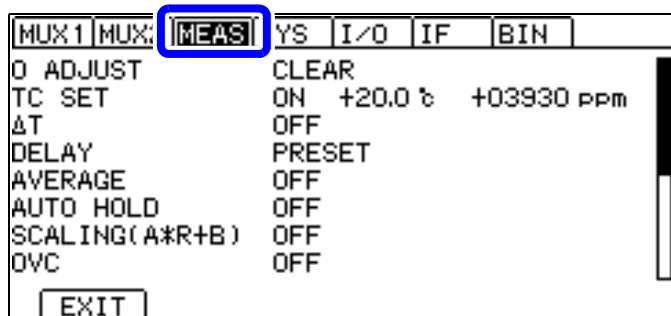 MUX1 MUX2 MEAS YS I/O IF BIN
0 ADJUST CLEAR
TC SET ON +20.0 ℃ +03930 ppm
ΔT OFF
DELAY PRESET
AVERAGE OFF
AUTO HOLD OFF
SCALING(A*R+B) OFF
OVC OFF
EXIT